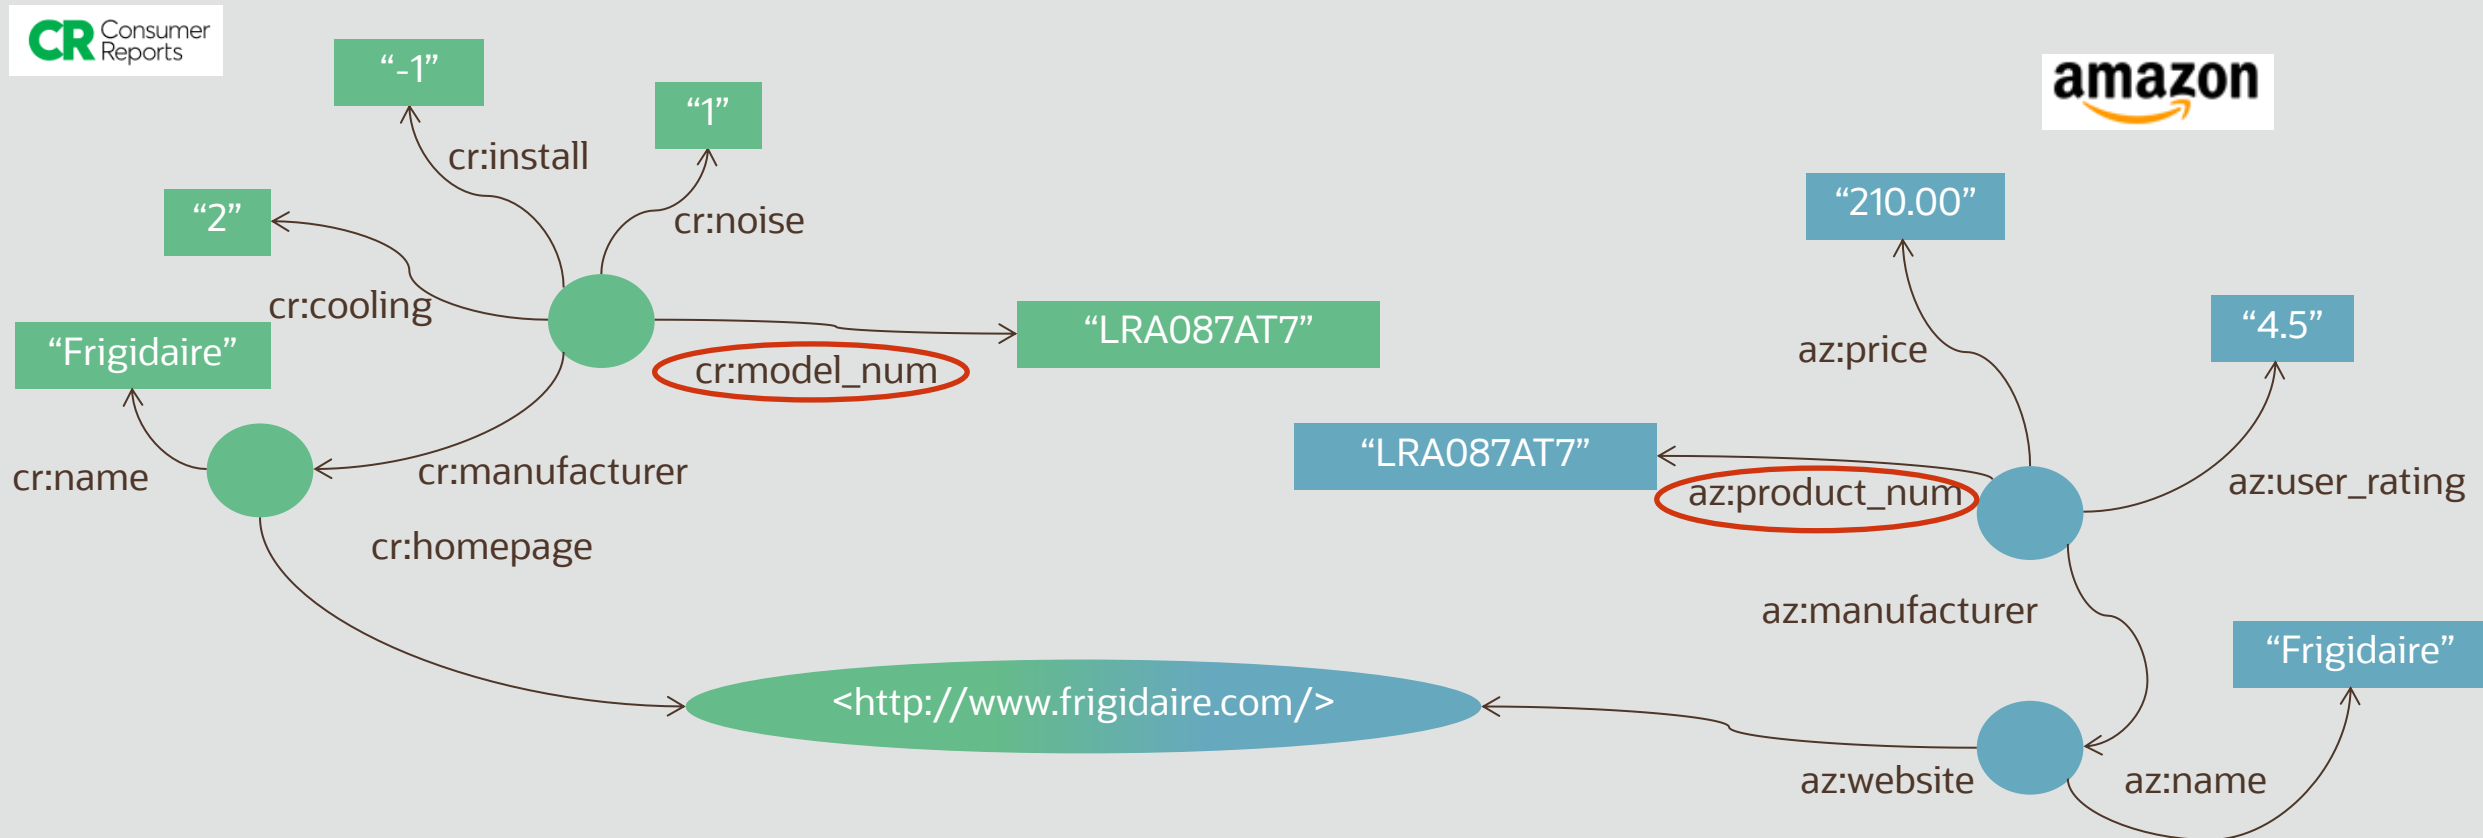 CR Consumer
Reports
amazon
“-1”
“1”
cr:install
“210.00”
“2”
cr:noise
cr:cooling
“4.5”
“Frigidaire”
“LRA087AT7”
az:price
cr:model_num
“LRA087AT7”
cr:name
cr:manufacturer
az:product_num
az:user_rating
cr:homepage
az:manufacturer
“Frigidaire”
<http://www.frigidaire.com/>
az:website
az:name